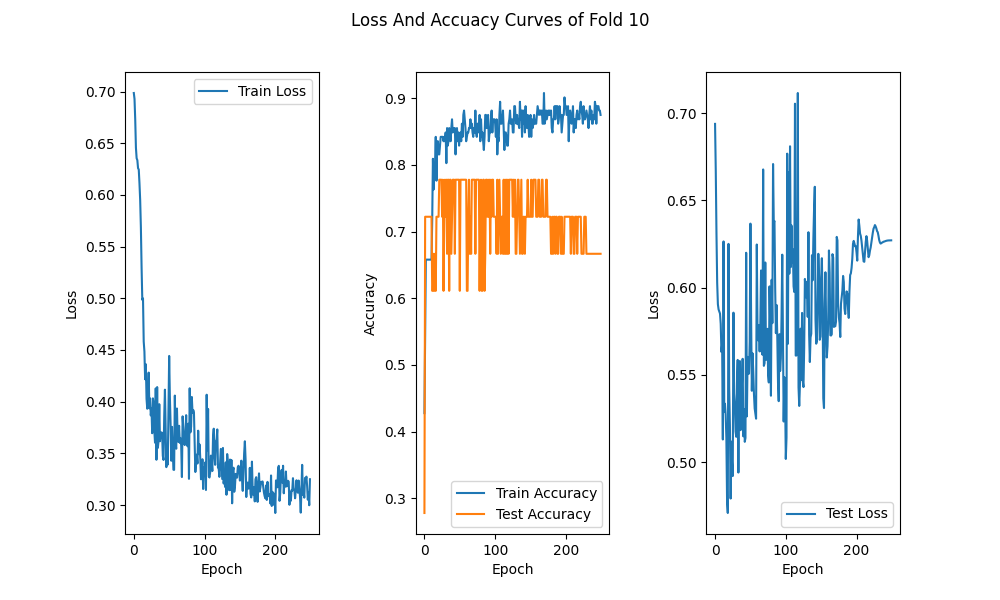 Loss And Accuacy Curves of Fold 10
0.70
0.65
0.60
0.55
0.50
0.45
0.40
0.35
0.30
Loss
Train Loss
0 100 200
Epoch
0.9
0.8
0.7
0.6
0.5
0.4
0.3
Accuracy
Train Accuracy
Test Accuracy
0 100 200
Epoch
0.70
0.65
0.60
0.55
0.50
Loss
Test Loss
0 100 200
Epoch